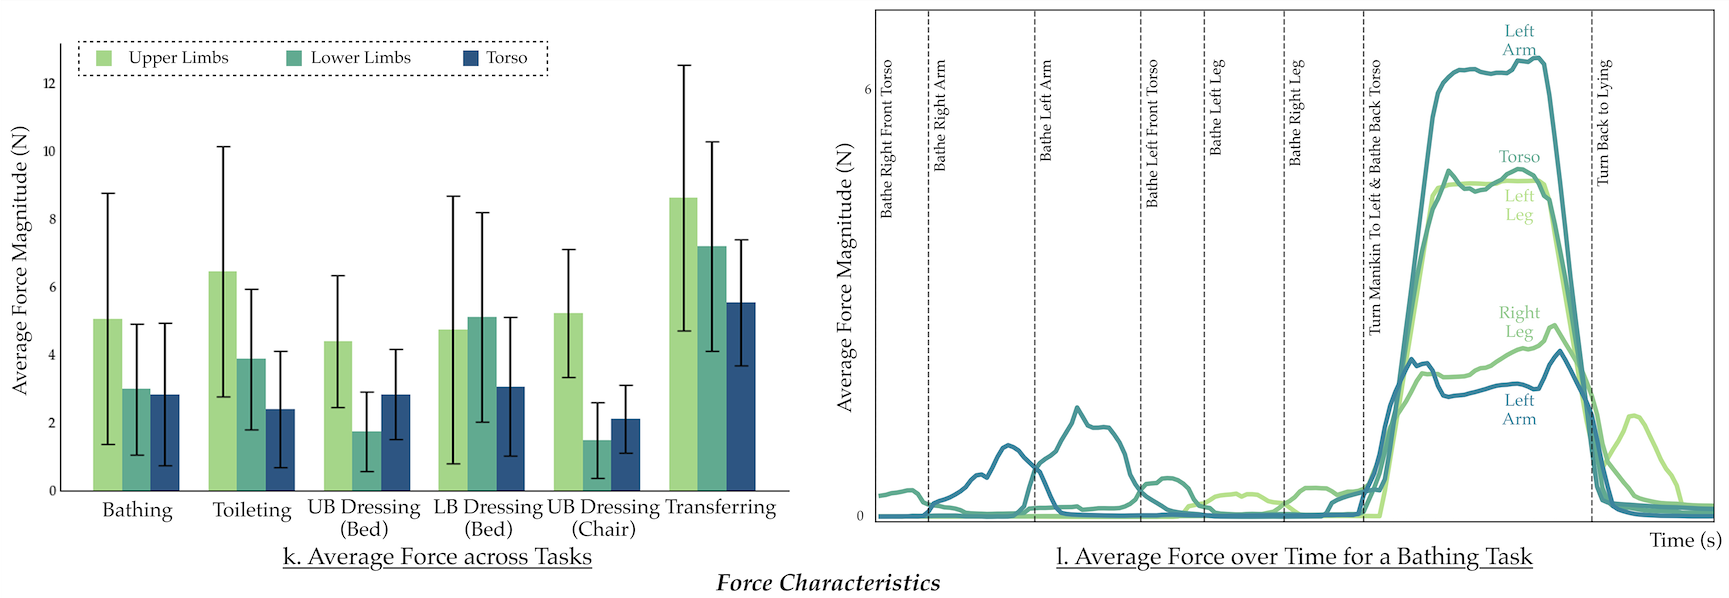 Average Force Magnitude (N)
12
10
8
6
4
2
0
Upper Limbs
Lower Limbs
Torso
Bathing
Toileting
UB Dressing
(Bed)
LB Dressing
(Bed)
UB Dressing
(Chair)
Transferring
k. Average Force across Tasks
Average Force Magnitude (N)
6
0
Bathe Right Front Torso
Bathe Right Arm
Bathe Left Arm
Bathe Left Front Torso
Bathe Left Leg
Bathe Right Leg
Turn Manikin To Left & Bathe Back Torso
Turn Back to Lying
Left
Arm
Torso
Left
Leg
Right
Leg
Left
Arm
Time (s)
l. Average Force over Time for a Bathing Task
Force Characteristics